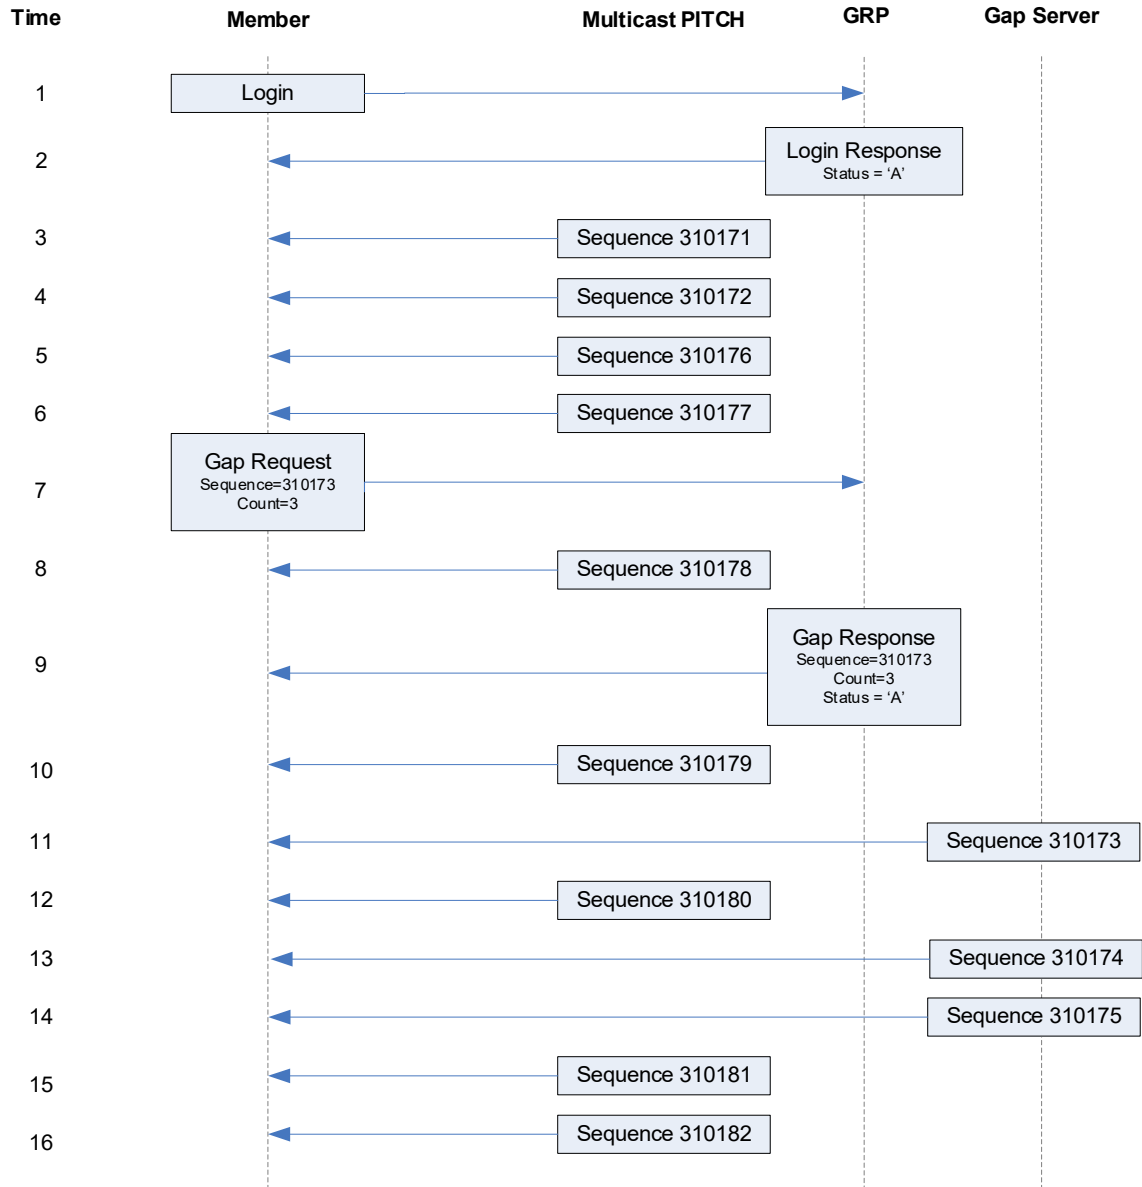 Time Member Multicast PITCH GRP Gap Server
1 Login
2 Login Response
Status = ‘A’
3 Sequence 310171
4 Sequence 310172
5 Sequence 310176
6 Sequence 310177
7 Gap Request
Sequence=310173
Count=3
8 Sequence 310178
9 Gap Response
Sequence=310173
Count=3
Status = ‘A’
10 Sequence 310179
11 Sequence 310173
12 Sequence 310180
13 Sequence 310174
14 Sequence 310175
15 Sequence 310181
16 Sequence 310182